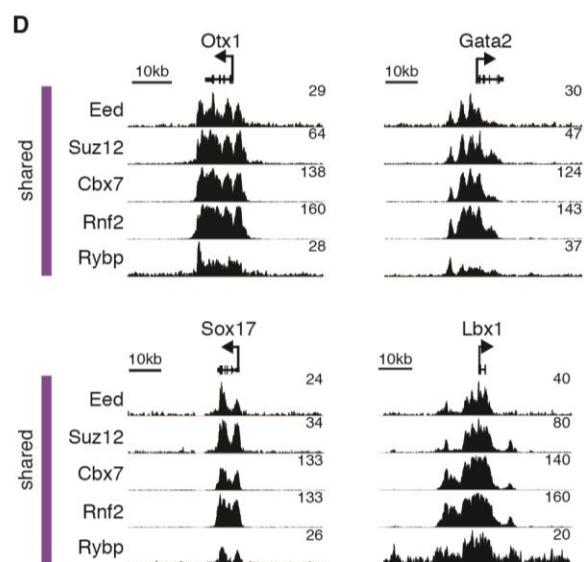 D
Otx1
Gata2
10kb
10kb
shared
Eed
29
30
Suz12
64
47
Cbx7
138
124
Rnf2
160
143
Rybp
28
37
Sox17
Lbx1
10kb
10kb
shared
Eed
24
40
Suz12
34
80
Cbx7
133
140
Rnf2
133
160
Rybp
26
20